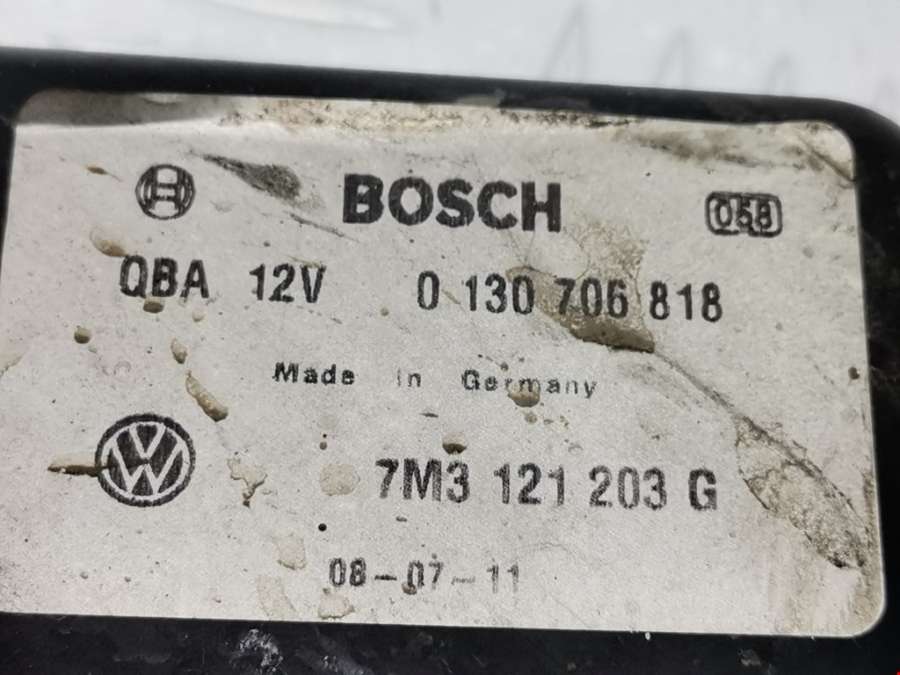 BOSCH 058
QBA 12V 0 130 706 818
Made in Germany
7M3 121 203 G
08-07-11